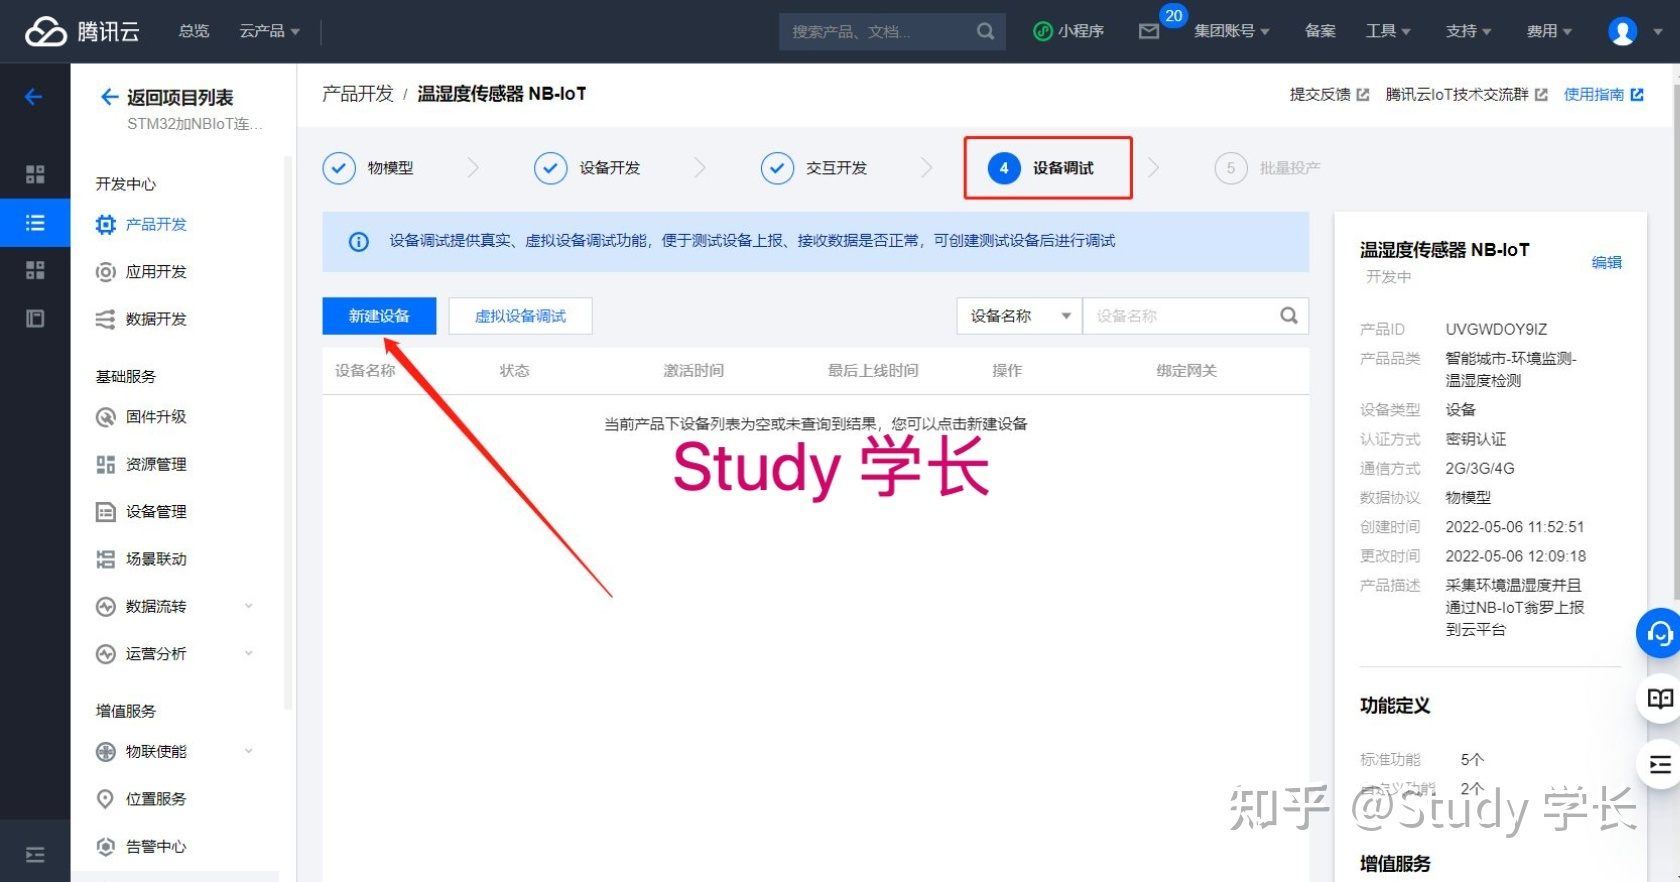 腾讯云 总览 云产品 搜索产品、文档... 小程序 20 集团账号 备案 工具 支持 费用
返回项目列表
STM32加NBIoT连...
开发中心
产品开发
应用开发
数据开发
基础服务
固件升级
资源管理
设备管理
场景联动
数据流转
运营分析
增值服务
物联使能
位置服务
告警中心
产品开发 / 温湿度传感器 NB-IoT
提交反馈 腾讯云IoT技术交流群 使用指南
物模型 设备开发 交互开发 4 设备调试 5 批量投产
设备调试提供真实、虚拟设备调试功能，便于测试设备上报、接收数据是否正常，可创建测试设备后进行调试
新建设备 虚拟设备调试 设备名称 设备名称
设备名称 状态 激活时间 最后上线时间 操作 绑定网关
当前产品下设备列表为空或未查询到结果，您可以点击新建设备
Study 学长
温湿度传感器 NB-IoT
编辑
开发中
产品ID UVGWDOY9IZ
产品品类 智能城市-环境监测-
温湿度检测
设备类型 设备
认证方式 密钥认证
通信方式 2G/3G/4G
数据协议 物模型
创建时间 2022-05-06 11:52:51
更改时间 2022-05-06 12:09:18
产品描述 采集环境温湿度并且
通过NB-IoT翁罗上报
到云平台
功能定义
标准功能 5个
自定义功能 2个
知乎 @Study 学长
增值服务